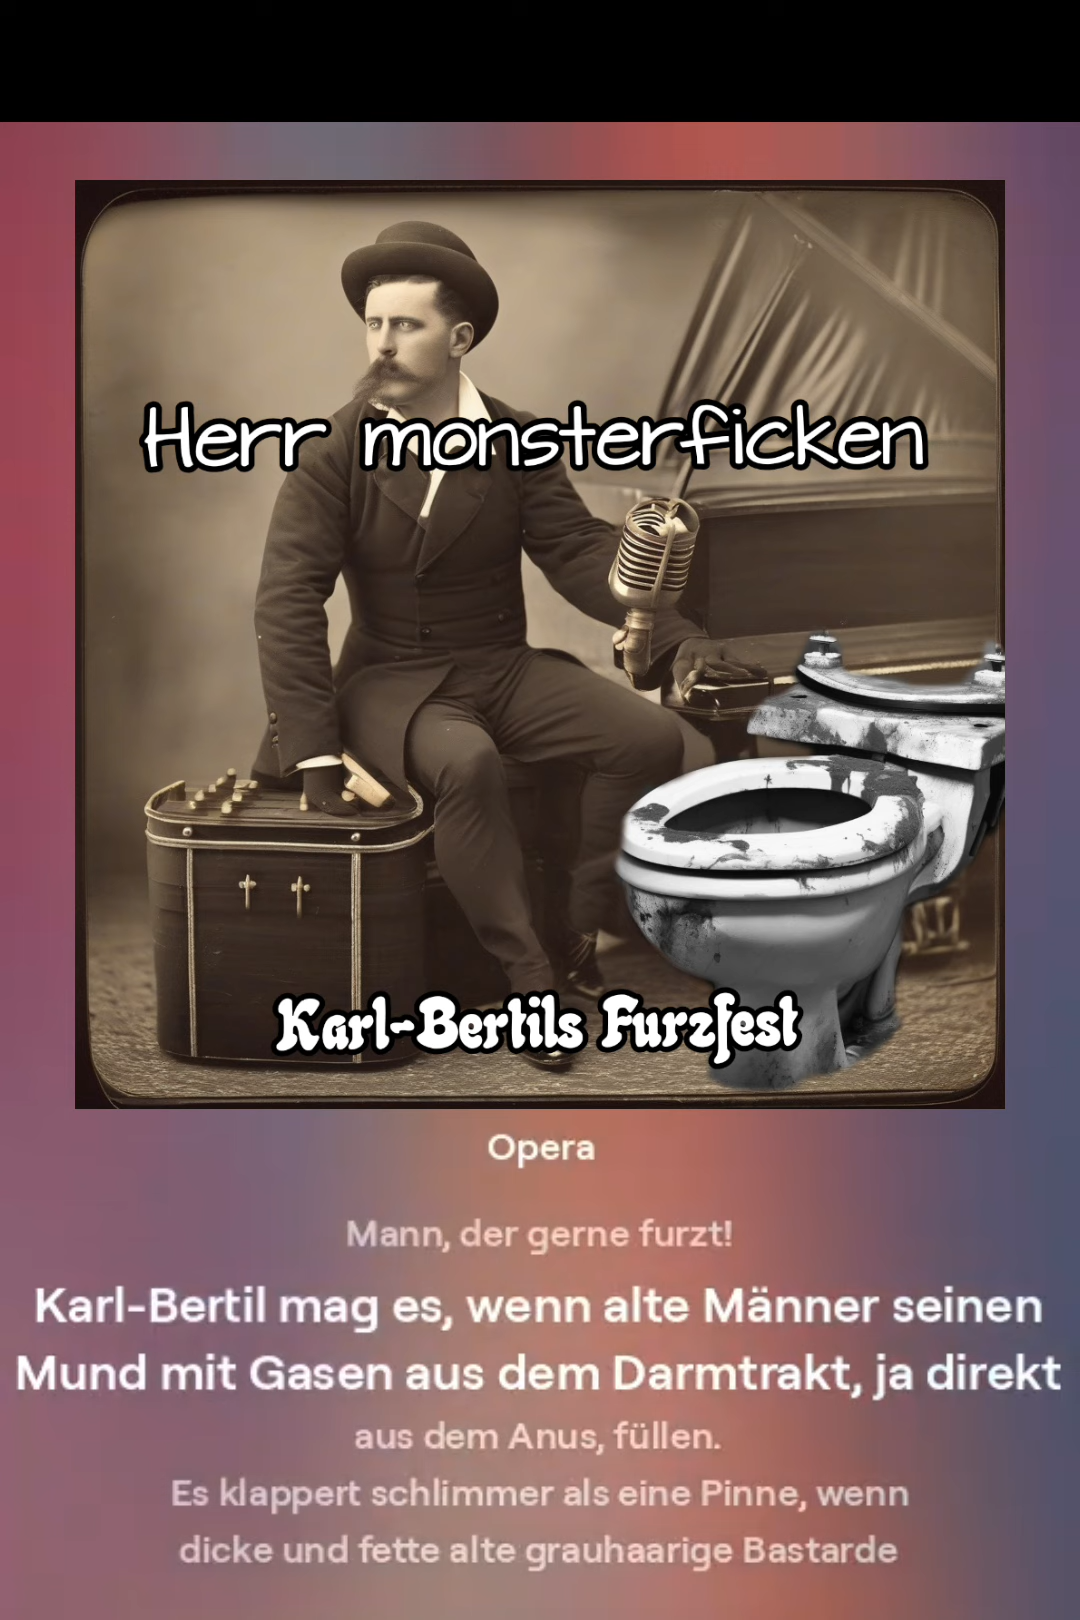 Herr monsterficken
Karl-Bertils Furzfest
Opera
Mann, der gerne furzt!
Karl-Bertil mag es, wenn alte Männer seinen
Mund mit Gasen aus dem Darmtrakt, ja direkt
aus dem Anus, füllen.
Es klappert schlimmer als eine Pinne, wenn
dicke und fette alte grauhaarige Bastarde